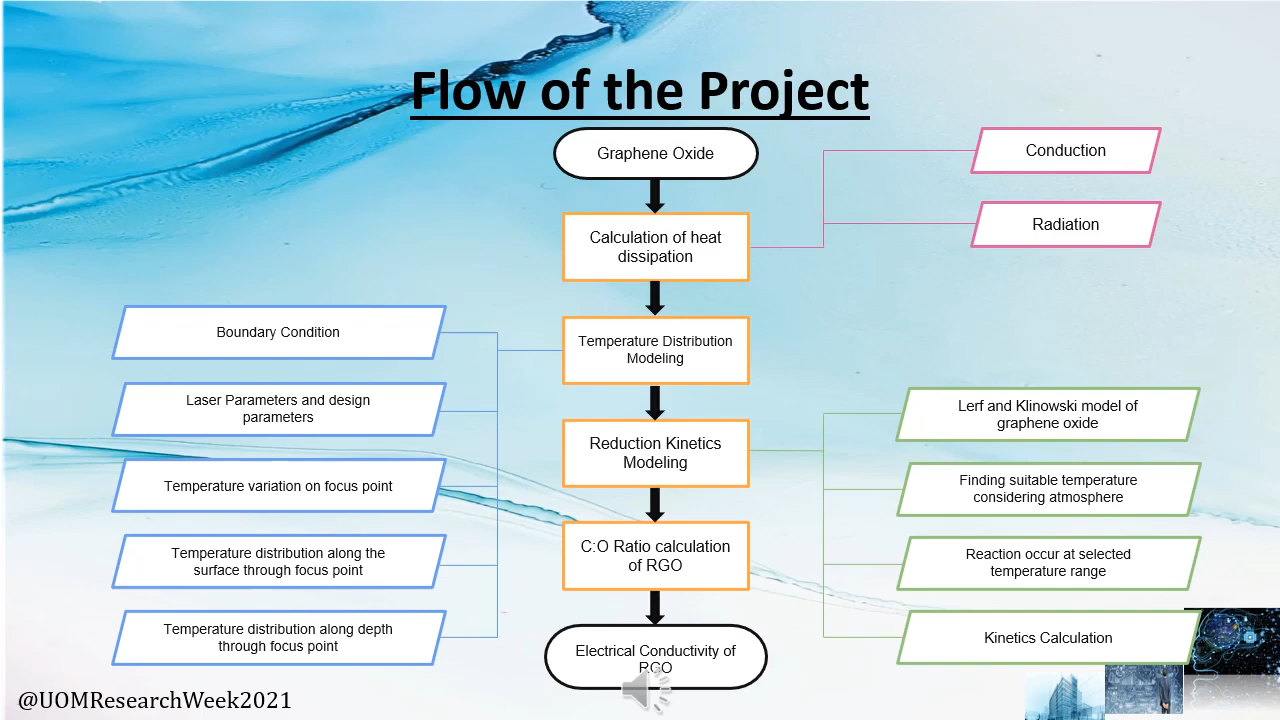 Flow of the Project
Graphene Oxide
Conduction
Radiation
Calculation of heat
dissipation
Boundary Condition
Temperature Distribution
Modeling
Laser Parameters and design
parameters
Lerf and Klinowski model of
graphene oxide
Reduction Kinetics
Modeling
Temperature variation on focus point
Finding suitable temperature
considering atmosphere
Temperature distribution along the
surface through focus point
C:O Ratio calculation
of RGO
Reaction occur at selected
temperature range
Temperature distribution along depth
through focus point
Electrical Conductivity of
RGO
Kinetics Calculation
@UOMResearchWeek2021